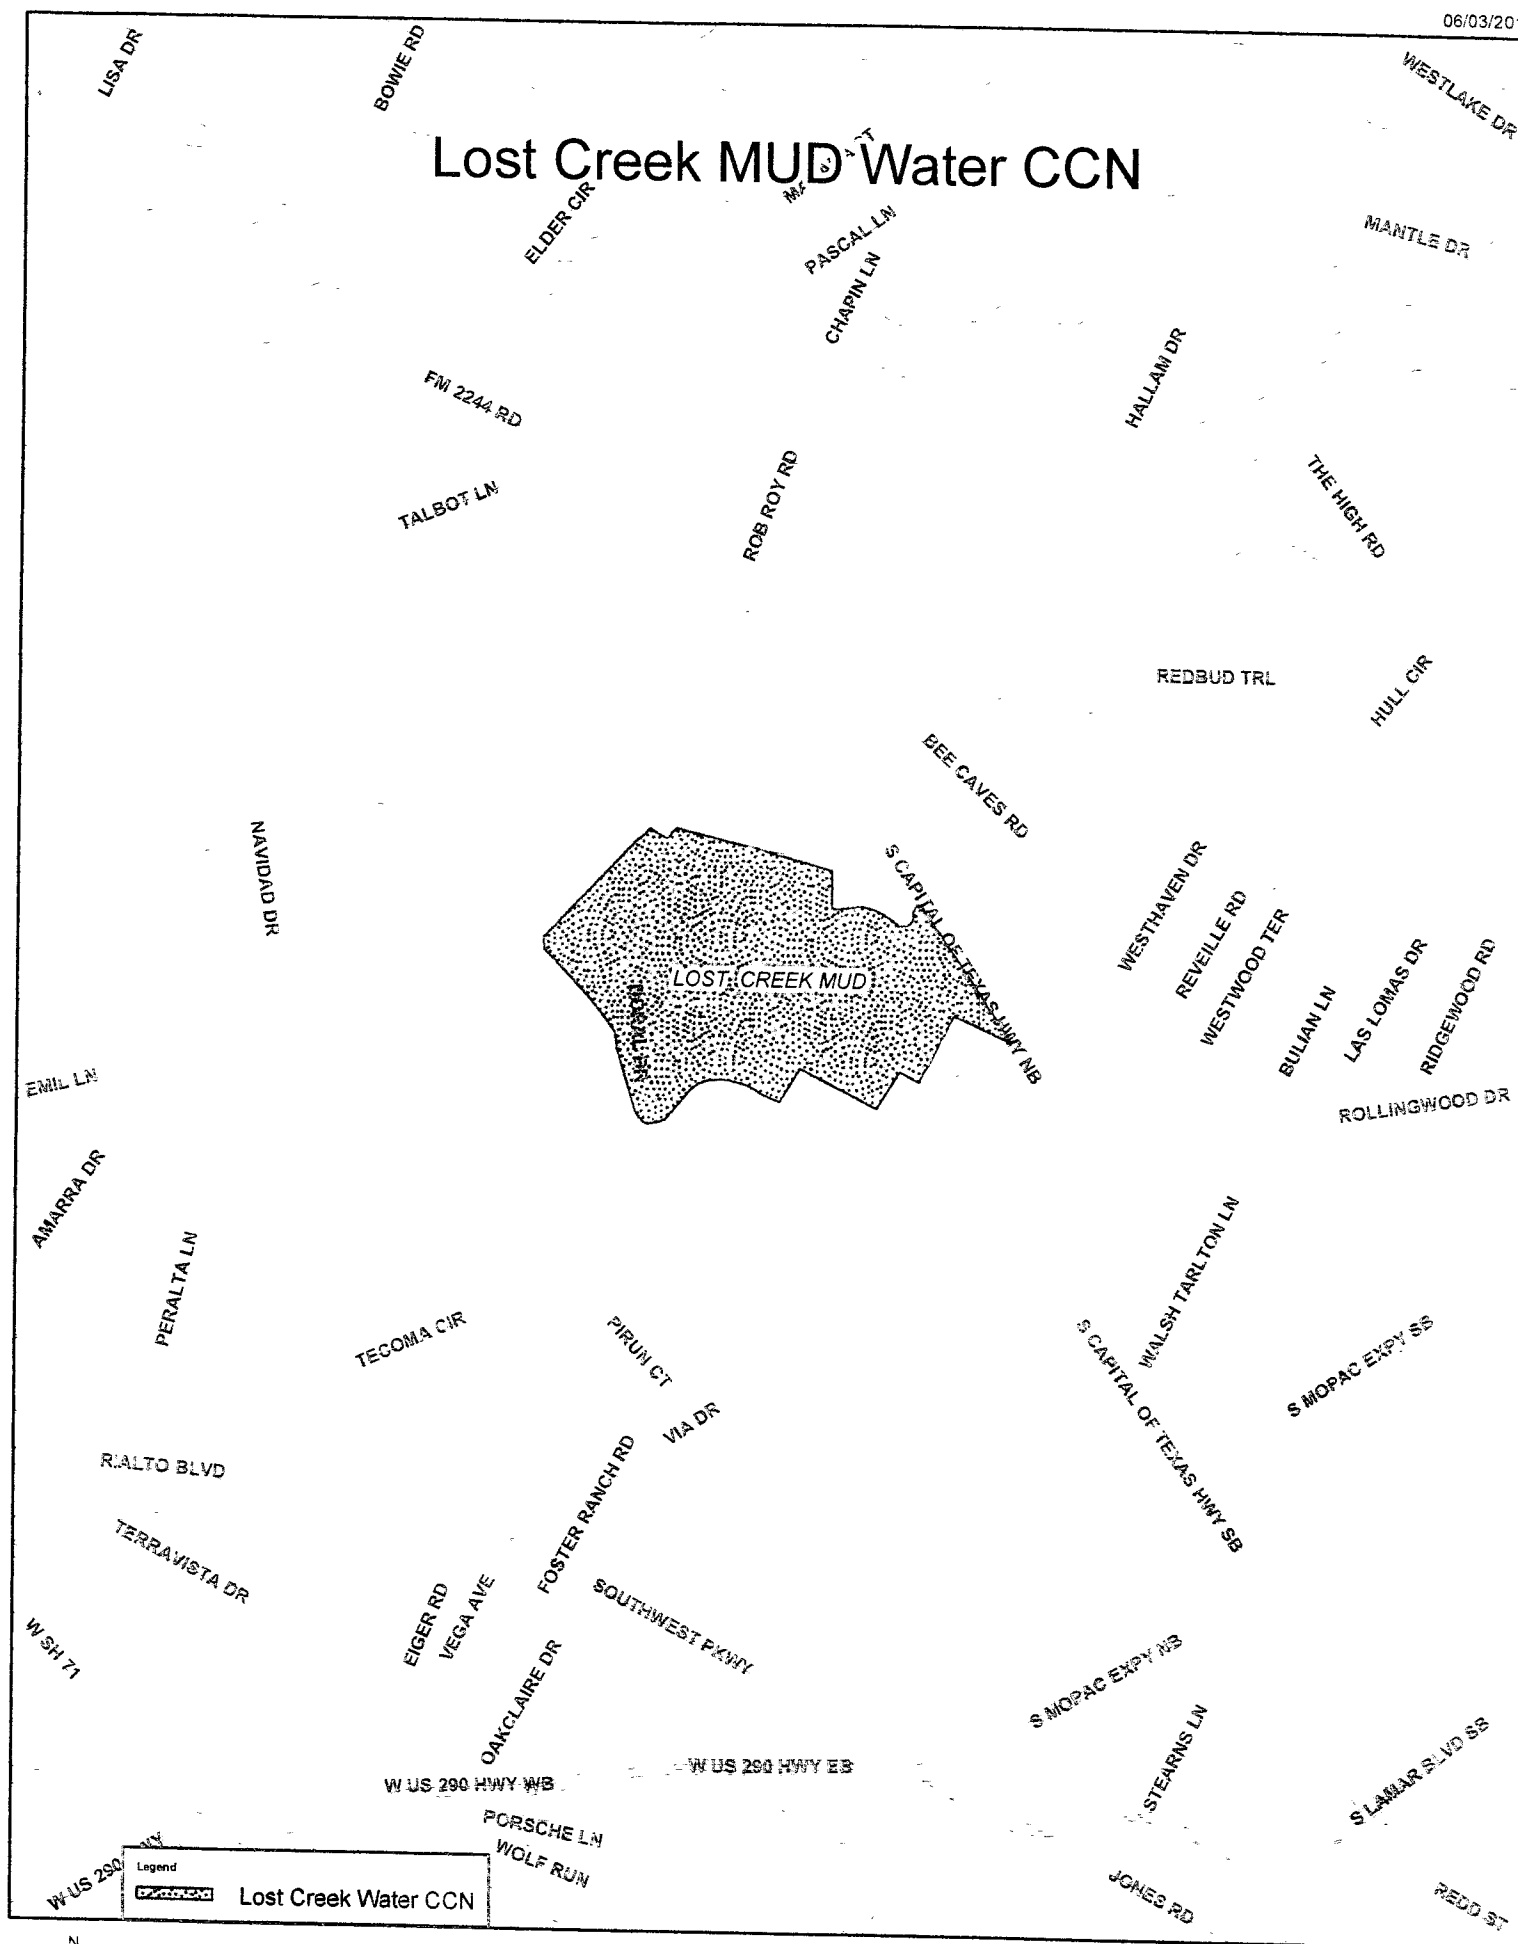 06/03/201
LISA DR
BOWIE RD
WESTLAKE DR
Lost Creek MUD Water CCN
ELDER CIR
PASCAL LN
MANTLE DR
CHAPIN LN
HALLAM DR
FM 2244 RD
TALBOT LN
ROB ROY RD
THE HIGH RD
REDBUD TRL
HULL CIR
BEE CAVES RD
NAVIDAD DR
S CAPITAL OF TEXAS HWY NB
WESTHAVEN DR
REVEILLE RD
WESTWOOD TER
LOST CREEK MUD
BULIAN LN
LAS LOMAS DR
RIDGEWOOD RD
EMIL LN
ROLLINGWOOD DR
AMARRA DR
PERALTA LN
WALSH TARLTON LN
TECOMA CIR
PIRUN CT
S CAPITAL OF TEXAS HWY SB
S MOPAC EXPY SB
VIA DR
RIALTO BLVD
FOSTER RANCH RD
TERRAVISTA DR
EIGER RD
VEGA AVE
SOUTHWEST PKWY
W SH 71
OAKCLAIRE DR
S MOPAC EXPY NB
STEARNS LN
W US 290 HWY EB
W US 290 HWY WB
S LAMAR BLVD SB
PORSCHE LN
WOLF RUN
W US 290
Legend
Lost Creek Water CCN
JONES RD
REDD ST
N